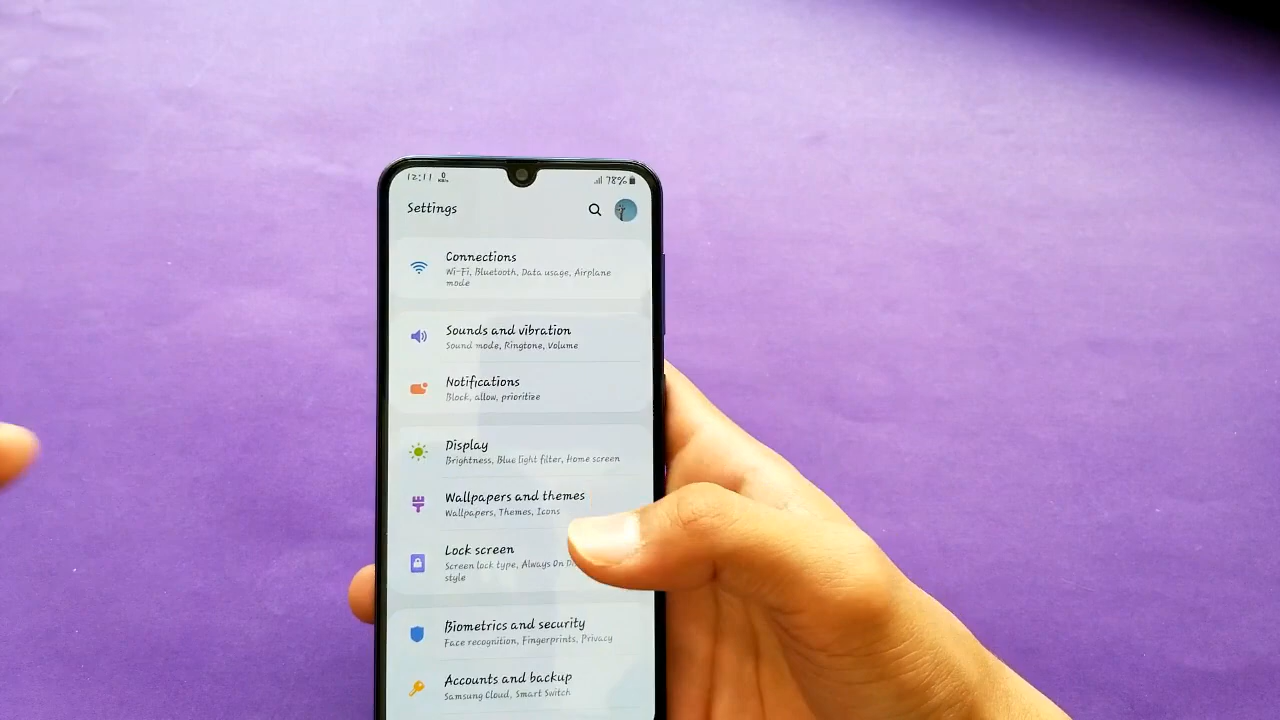 12:11
78%
Settings
Connections
Wi-Fi, Bluetooth, Data usage, Airplane
mode
Sounds and vibration
Sound mode, Ringtone, Volume
Notifications
Block, allow, prioritize
Display
Brightness, Blue light filter, Home screen
Wallpapers and themes
Wallpapers, Themes, Icons
Lock screen
Screen lock type, Always On
style
Biometrics and security
Face recognition, Fingerprints, Privacy
Accounts and backup
Samsung Cloud, Smart Switch